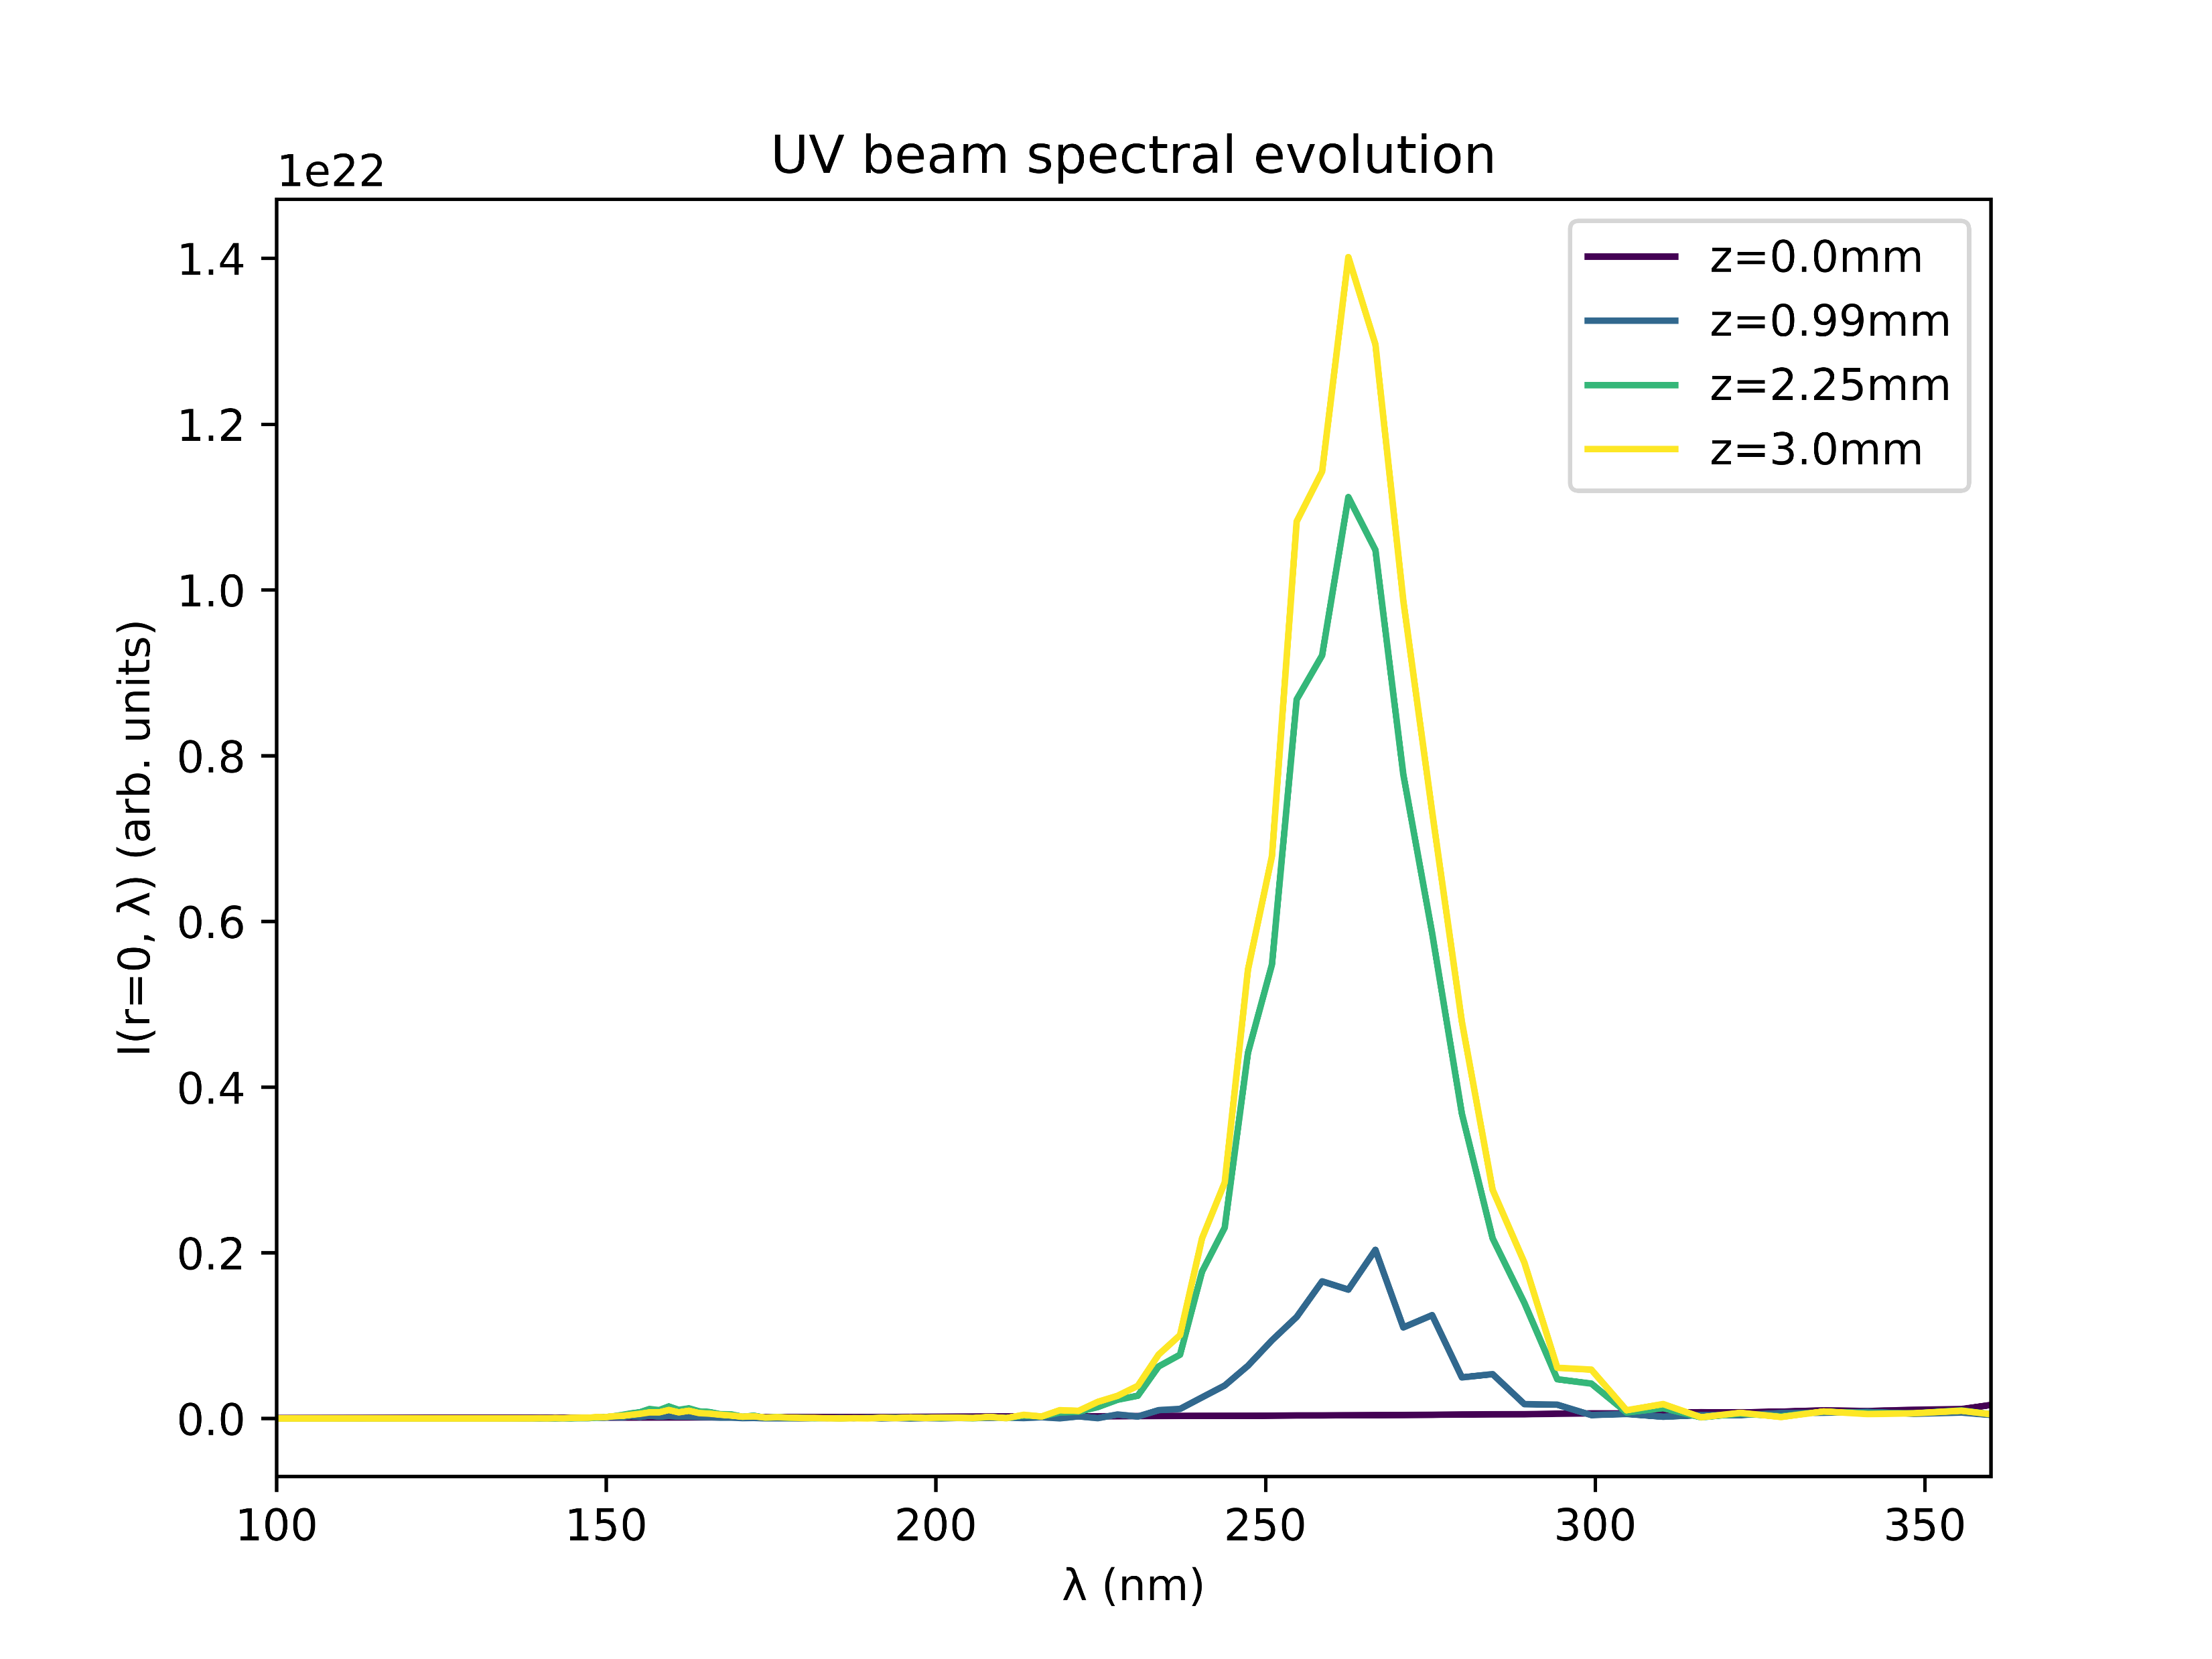 UV beam spectral evolution
1e22
1.4
1.2
1.0
0.8
0.6
0.4
0.2
0.0
I(r=0, λ) (arb. units)
z=0.0mm
z=0.99mm
z=2.25mm
z=3.0mm
100 150 200 250 300 350
λ (nm)